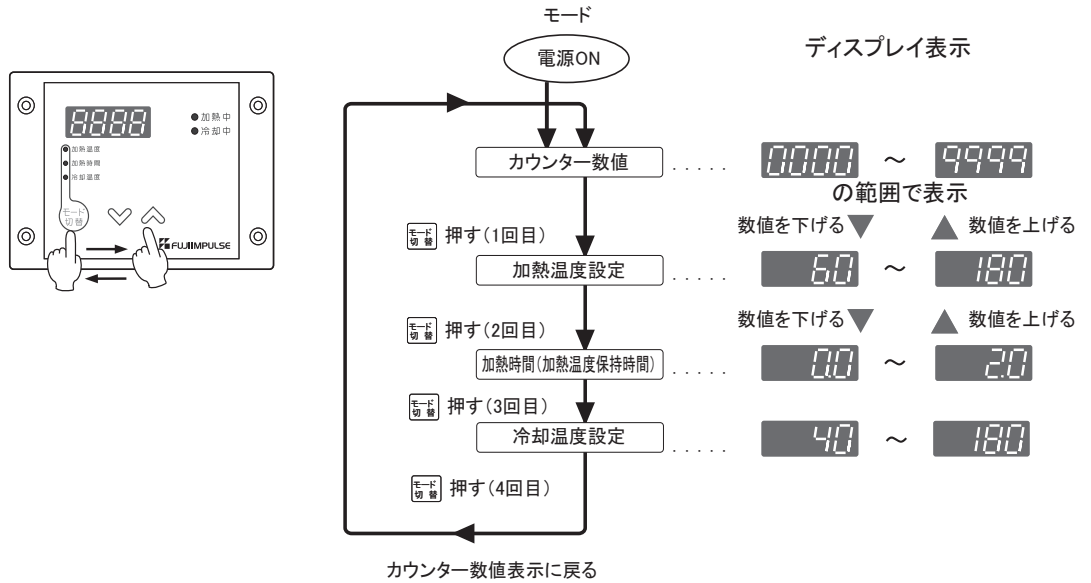 モード
電源ON
ディスプレイ表示
8888
加熱中
冷却中
加熱温度
加熱時間
冷却温度
モード
切替
FUJIIMPULSE
カウンター数値 ..... 0000 ～ 9999
の範囲で表示
モード
切替
押す(1回目)
数値を下げる▼ ▲ 数値を上げる
加熱温度設定 ..... 60 ～ 180
モード
切替
押す(2回目)
数値を下げる▼ ▲ 数値を上げる
加熱時間(加熱温度保持時間) ..... 0.0 ～ 2.0
モード
切替
押す(3回目)
冷却温度設定 ..... 40 ～ 180
モード
切替
押す(4回目)
カウンター数値表示に戻る